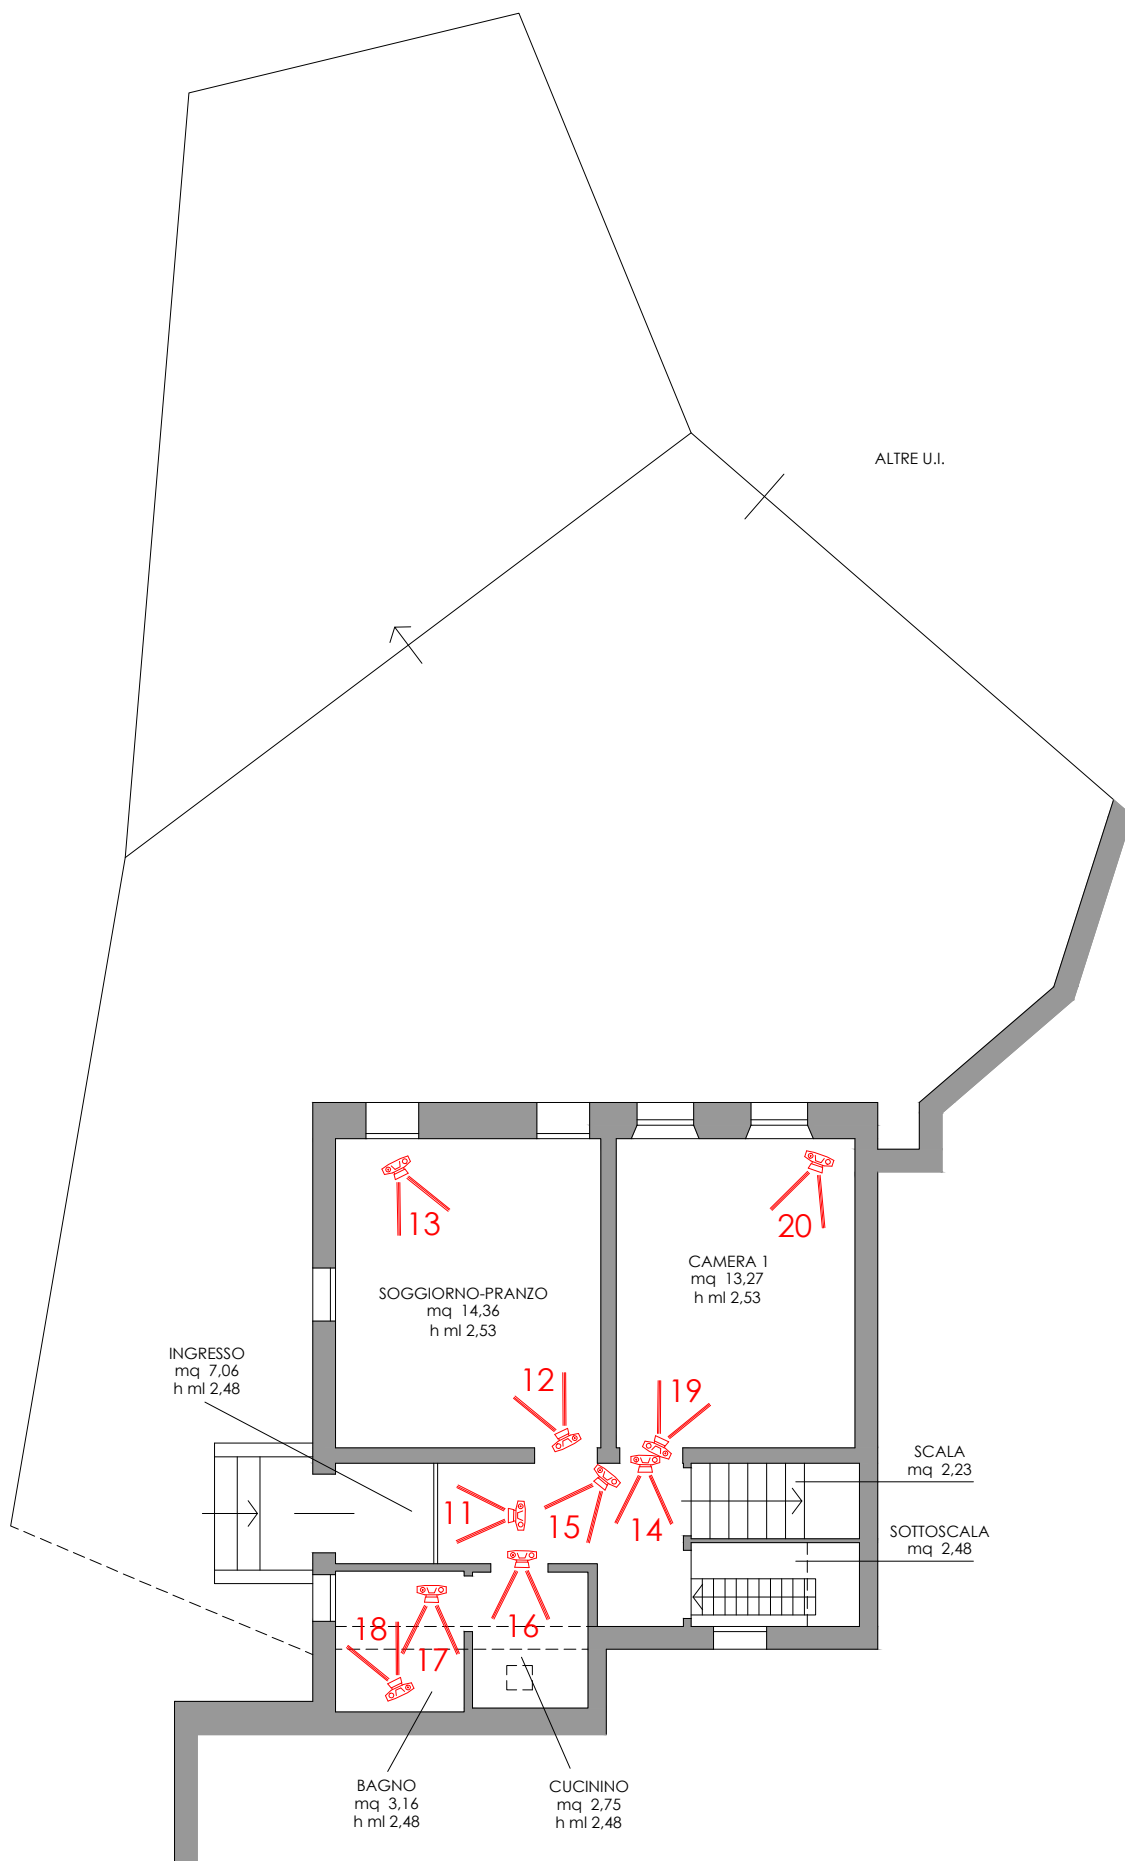 ALTRE U.I.
13
20
CAMERA 1
mq 13,27
h ml 2,53
SOGGIORNO-PRANZO
mq 14,36
h ml 2,53
INGRESSO
mq 7,06
h ml 2,48
12
19
SCALA
mq 2,23
11
15
14
SOTTOSCALA
mq 2,48
16
18
17
BAGNO
mq 3,16
h ml 2,48
CUCININO
mq 2,75
h ml 2,48